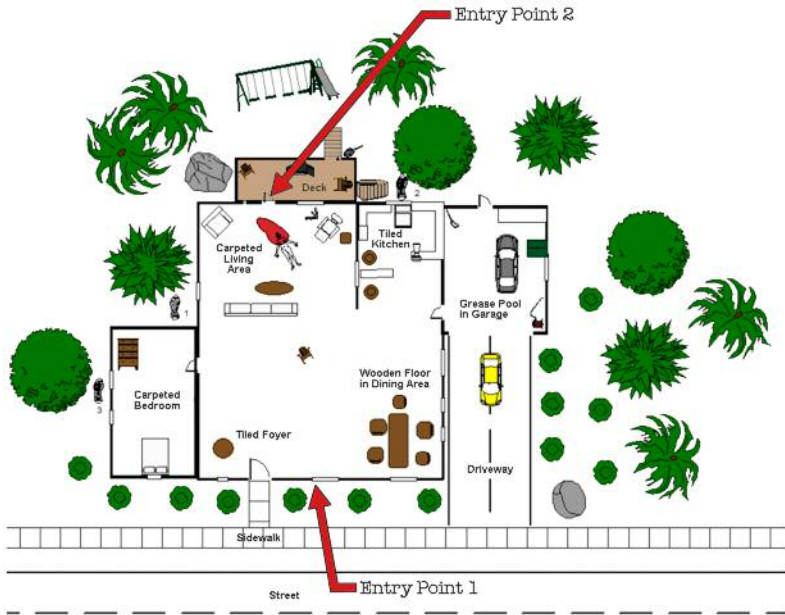 Entry Point 2
Deck
2
Tiled
Kitchen
Carpeted
Living
Area
Grease Pool
in Garage
1
Wooden Floor
in Dining Area
3
Carpeted
Bedroom
Tiled Foyer
Driveway
Sidewalk
Entry Point 1
Street